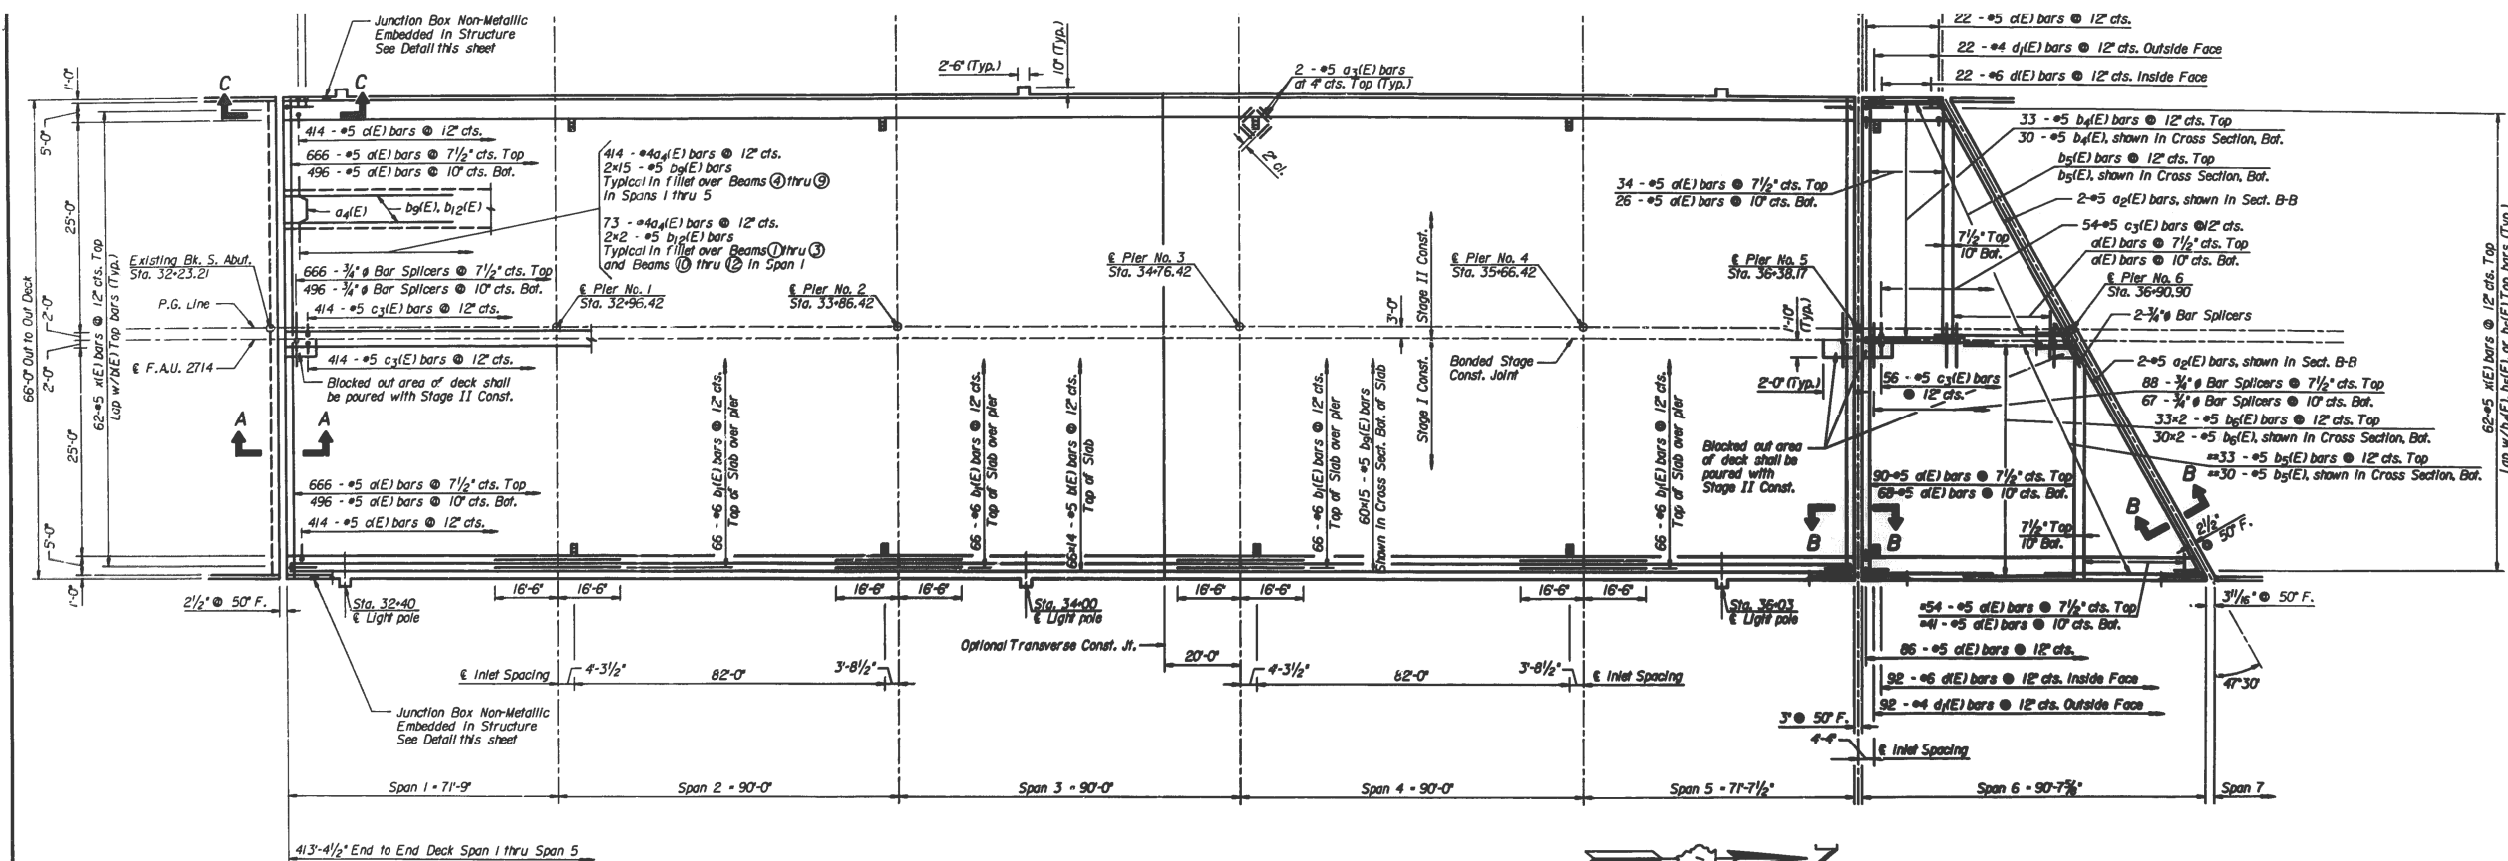 Junction Box Non-Metallic
Embedded in Structure
See Detail this sheet
C
C
1'-0"
5'-0"
25'-0"
2'-0"
2'-0"
25'-0"
5'-0"
1'-0"
66'-0" Out to Out Deck
62-#5 x(E) bars @ 12" cts. Top
Lap w/b(E) Top bars (Typ.)
414 - #5 c(E) bars @ 12" cts.
666 - #5 a(E) bars @ 7 1/2" cts. Top
496 - #5 a(E) bars @ 10" cts. Bot.
a4(E)
b9(E), b12(E)
414 - #4a4(E) bars @ 12" cts.
2x15 - #5 b9(E) bars
Typical in fillet over Beams 4 thru 9
in Spans 1 thru 5
73 - #4a4(E) bars @ 12" cts.
2x2 - #5 b12(E) bars
Typical in fillet over Beams 1 thru 3
and Beams 10 thru 12 in Span 1
Existing Bk. S. Abut.
Sta. 32+23.21
P.G. Line
℄ F.A.U. 2714
666 - 3/4" ø Bar Splicers @ 7 1/2" cts. Top
496 - 3/4" ø Bar Splicers @ 10" cts. Bot.
414 - #5 c3(E) bars @ 12" cts.
414 - #5 c3(E) bars @ 12" cts.
Blocked out area of deck shall
be poured with Stage II Const.
A
A
666 - #5 a(E) bars @ 7 1/2" cts. Top
496 - #5 a(E) bars @ 10" cts. Bot.
414 - #5 c(E) bars @ 12" cts.
2 1/2" @ 50° F.
Sta. 32+40
℄ Light pole
Junction Box Non-Metallic
Embedded in Structure
See Detail this sheet
℄ Pier No. 1
Sta. 32+96.42
℄ Pier No. 2
Sta. 33+86.42
℄ Pier No. 3
Sta. 34+76.42
℄ Pier No. 4
Sta. 35+66.42
℄ Pier No. 5
Sta. 36+38.17
℄ Pier No. 6
Sta. 36+90.90
2'-6" (Typ.)
10" (Typ.)
2 - #5 a3(E) bars
at 4" cts. Top (Typ.)
2" cl.
3'-0"
Stage II Const.
Stage I Const.
Bonded Stage
Const. Joint
66 - #6 b1(E) bars @ 12" cts.
Top of Slab over pier
66 - #6 b1(E) bars @ 12" cts.
Top of Slab over pier
66x14 - #5 b(E) bars @ 12" cts.
Top of Slab
66 - #6 b1(E) bars @ 12" cts.
Top of Slab over pier
60x15 - #5 b9(E) bars
Shown in Cross Sect. Bot. of Slab
66 - #6 b1(E) bars @ 12" cts.
Top of Slab over pier
16'-6"
16'-6"
16'-6"
16'-6"
16'-6"
16'-6"
16'-6"
16'-6"
Sta. 34+00
℄ Light pole
Sta. 36+03
℄ Light pole
Optional Transverse Const. Jt.
20'-0"
℄ Inlet Spacing
4'-3 1/2"
82'-0"
3'-8 1/2"
4'-3 1/2"
82'-0"
3'-8 1/2"
℄ Inlet Spacing
22 - #5 c(E) bars @ 12" cts.
22 - #4 d1(E) bars @ 12" cts. Outside Face
22 - #6 d(E) bars @ 12" cts. Inside Face
33 - #5 b4(E) bars @ 12" cts. Top
30 - #5 b4(E), shown in Cross Section, Bot.
b5(E) bars @ 12" cts. Top
b5(E), shown in Cross Section, Bot.
34 - #5 a(E) bars @ 7 1/2" cts. Top
26 - #5 a(E) bars @ 10" cts. Bot.
2-#5 a2(E) bars, shown in Sect. B-B
54-#5 c3(E) bars @12" cts.
a(E) bars @ 7 1/2" cts. Top
a(E) bars @ 10" cts. Bot.
7 1/2" Top
10" Bot.
2-3/4" ø Bar Splicers
1'-10"
(Typ.)
2'-0" (Typ.)
56 - #5 c3(E) bars
@ 12" cts.
2-#5 a2(E) bars, shown in Sect. B-B
88 - 3/4" ø Bar Splicers @ 7 1/2" cts. Top
67 - 3/4" ø Bar Splicers @ 10" cts. Bot.
33x2 - #5 b6(E) bars @ 12" cts. Top
30x2 - #5 b6(E), shown in Cross Section, Bot.
**33 - #5 b5(E) bars @ 12" cts. Top
**30 - #5 b5(E), shown in Cross Section, Bot.
Blocked out area
of deck shall be
poured with
Stage II Const.
90-#5 a(E) bars @ 7 1/2" cts. Top
68-#5 a(E) bars @ 10" cts. Bot.
B
B
B
B
7 1/2" Top
10" Bot.
2 1/2" @
50° F.
3 11/16" @ 50° F.
*54 - #5 a(E) bars @ 7 1/2" cts. Top
*41 - #5 a(E) bars @ 10" cts. Bot.
86 - #5 c(E) bars @ 12" cts.
92 - #6 d(E) bars @ 12" cts. Inside Face
92 - #4 d1(E) bars @ 12" cts. Outside Face
47°30'
3" @ 50° F.
4'-4"
℄ Inlet Spacing
62-#5 x(E) bars @ 12" cts. Top
Span 1 = 71'-9"
Span 2 = 90'-0"
Span 3 = 90'-0"
Span 4 = 90'-0"
Span 5 = 71'-7 1/2"
Span 6 = 90'-7 5/8"
Span 7
413'-4 1/2" End to End Deck Span 1 thru Span 5